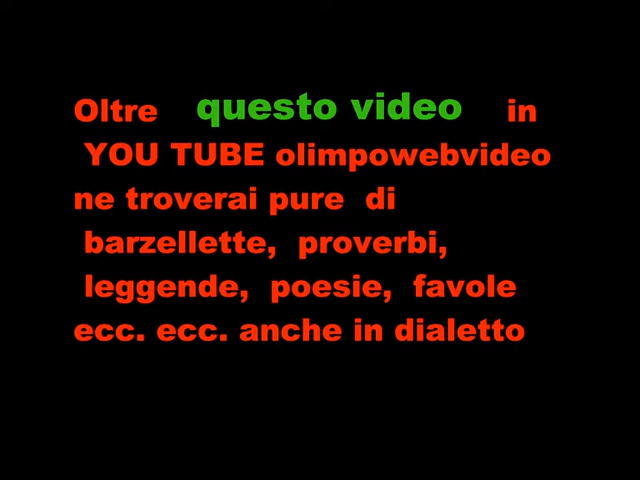 Oltre questo video in
YOU TUBE olimpowebvideo
ne troverai pure di
barzellette, proverbi,
leggende, poesie, favole
ecc. ecc. anche in dialetto